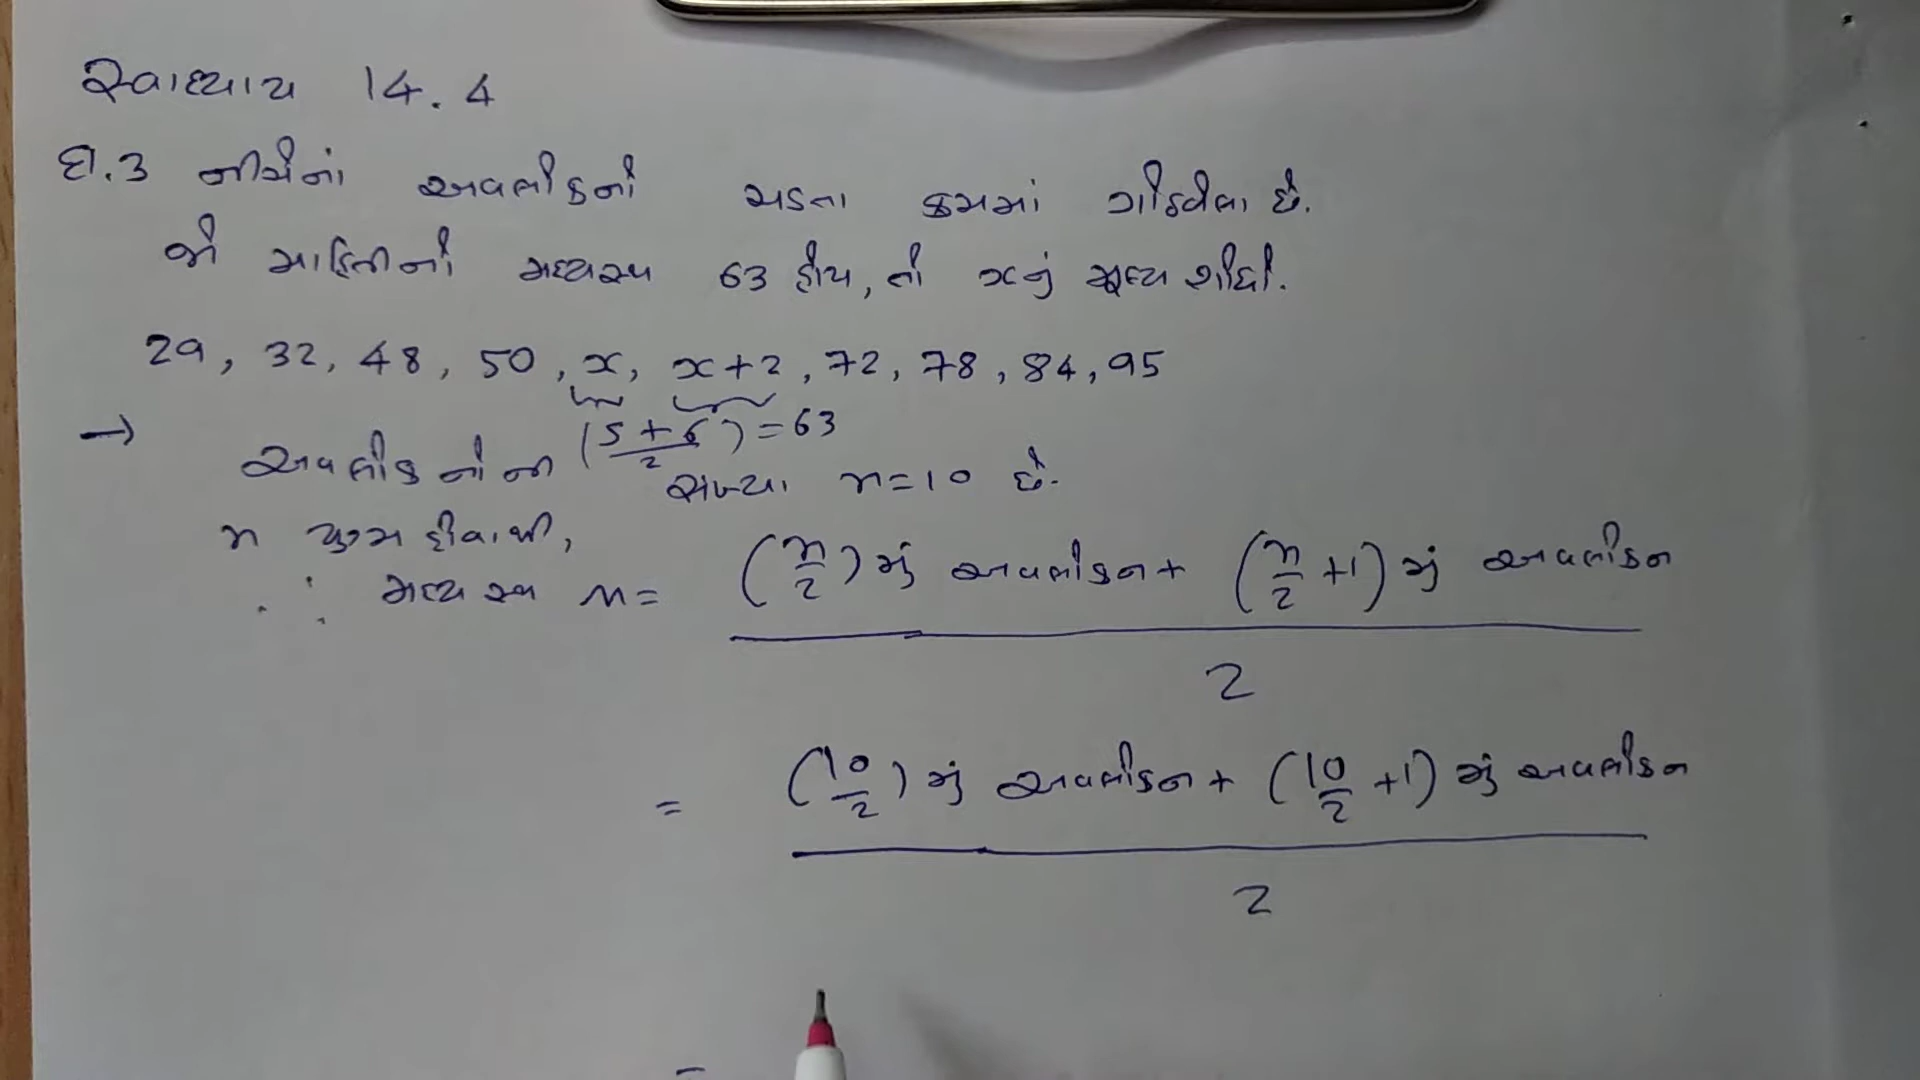 સ્વાધ્યાય 14.4
દા.3 નીચેનાં અવલોકનો ચડતા ક્રમમાં ગોઠવેલા છે.
જો માહિતીનો મધ્યસ્થ 63 હોય, તો xનું મૂલ્ય શોધો.
29, 32, 48, 50, x, x+2, 72, 78, 84, 95
(5+6/2) = 63
→ અવલોકનોની સંખ્યા n=10 છે.
n યુગ્મ હોવાથી,
∴ મધ્યસ્થ M = (n/2) મું અવલોકન + (n/2 +1) મું અવલોકન
2
= (10/2) મું અવલોકન + (10/2 +1) મું અવલોકન
2
=